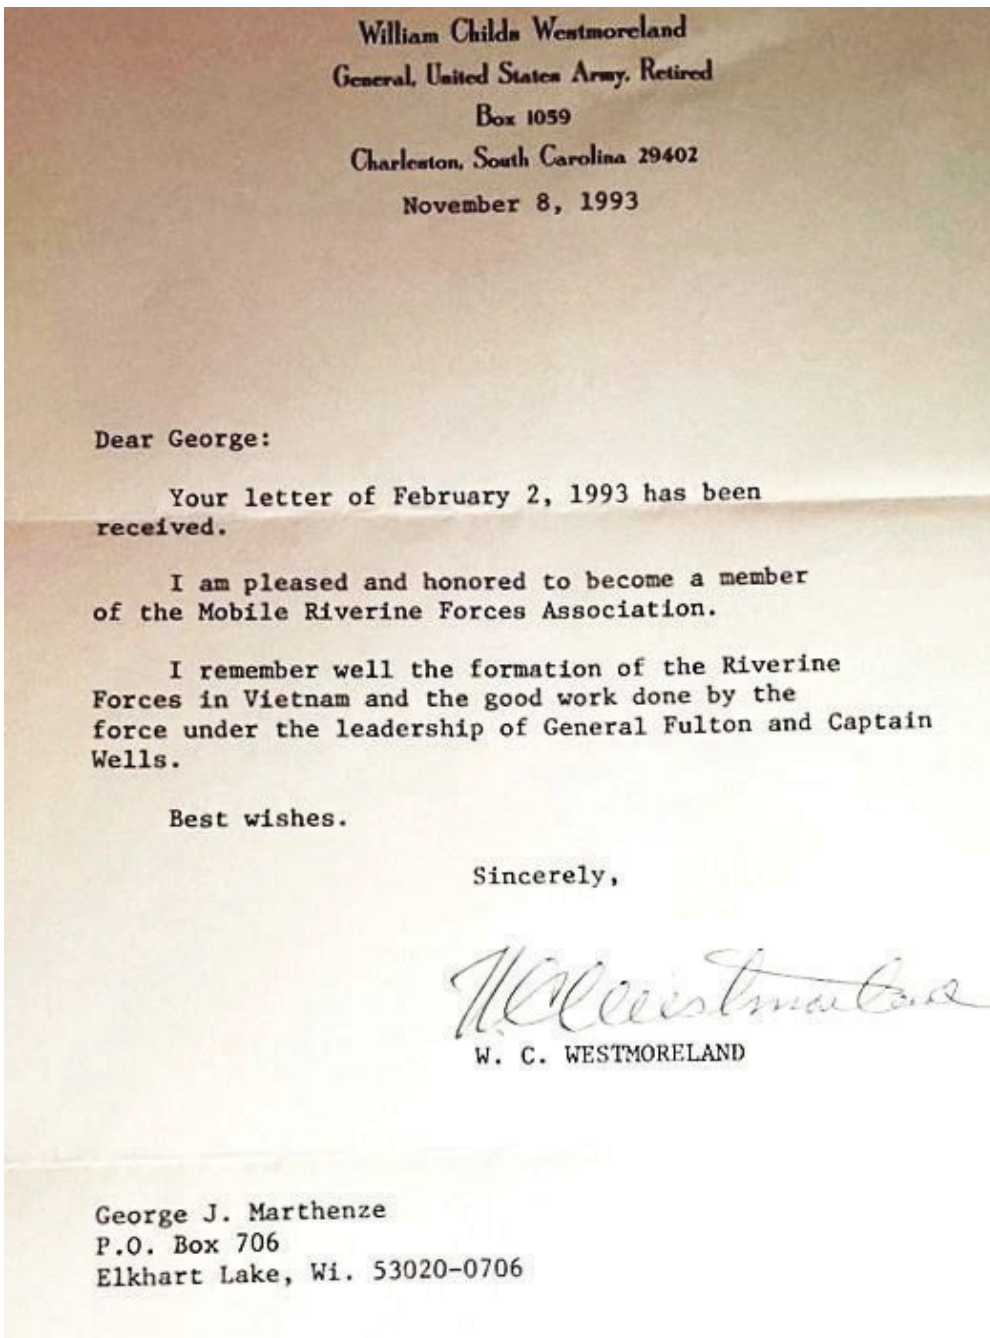 William Childs Westmoreland
General, United States Army, Retired
Box 1059
Charleston, South Carolina 29402
November 8, 1993
Dear George:
Your letter of February 2, 1993 has been
received.
I am pleased and honored to become a member
of the Mobile Riverine Forces Association.
I remember well the formation of the Riverine
Forces in Vietnam and the good work done by the
force under the leadership of General Fulton and Captain
Wells.
Best wishes.
Sincerely,
W. C. Westmoreland
W. C. WESTMORELAND
George J. Marthenze
P.O. Box 706
Elkhart Lake, Wi. 53020-0706